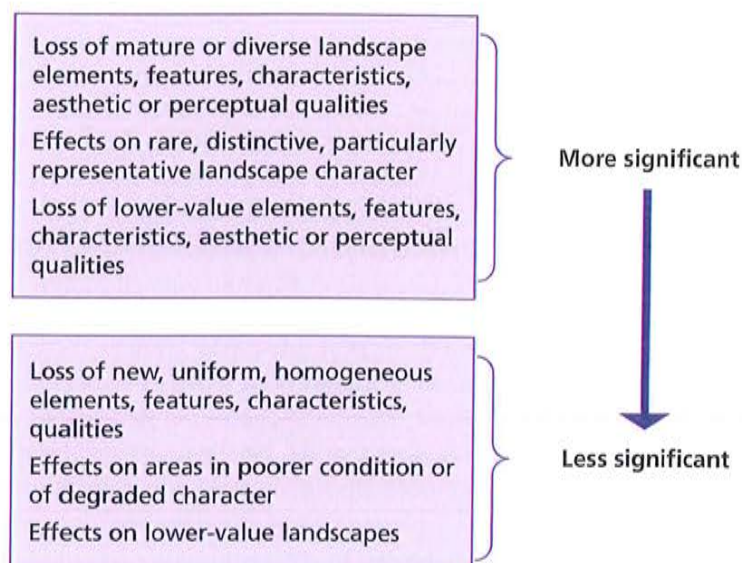 Loss of mature or diverse landscape
elements, features, characteristics,
aesthetic or perceptual qualities
Effects on rare, distinctive, particularly
representative landscape character
Loss of lower-value elements, features,
characteristics, aesthetic or perceptual
qualities
More significant
Loss of new, uniform, homogeneous
elements, features, characteristics,
qualities
Effects on areas in poorer condition or
of degraded character
Effects on lower-value landscapes
Less significant